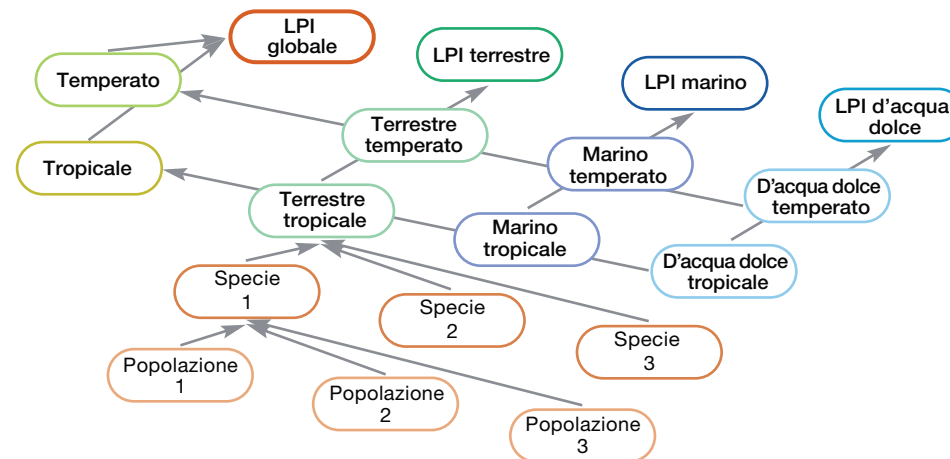 LPI
globale
LPI terrestre
LPI marino
LPI d'acqua
dolce
Temperato
Tropicale
Terrestre
temperato
Marino
temperato
D'acqua dolce
temperato
Terrestre
tropicale
Marino
tropicale
D'acqua dolce
tropicale
Specie
1
Specie
2
Specie
3
Popolazione
1
Popolazione
2
Popolazione
3